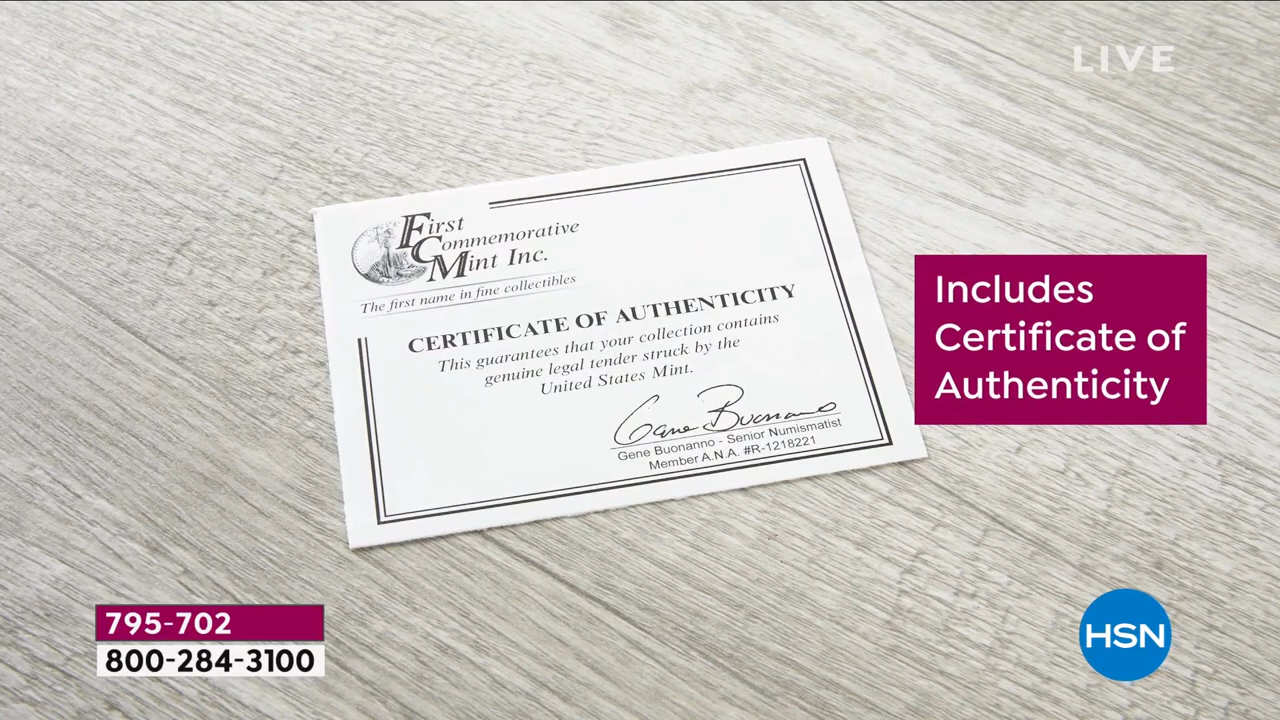 LIVE
First
Commemorative
Mint Inc.
The first name in fine collectibles
CERTIFICATE OF AUTHENTICITY
This guarantees that your collection contains
genuine legal tender struck by the
United States Mint.
Gene Buonanno
Gene Buonanno - Senior Numismatist
Member A.N.A. #R-1218221
Includes
Certificate of
Authenticity
795-702
800-284-3100
HSN